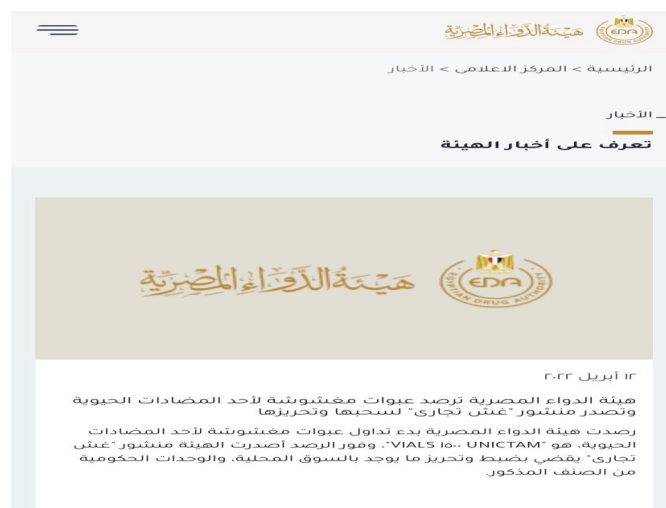 هيئة الدواء المصرية
EDA
الرئيسية > المركز الاعلامى > الأخبار
الأخبار
تعرف على أخبار الهيئة
هيئة الدواء المصرية
EDA
EGYPTIAN DRUG AUTHORITY
١٢ أبريل ٢٠٢٢
هيئة الدواء المصرية ترصد عبوات مغشوشة لأحد المضادات الحيوية
وتصدر منشور "غش تجارى" لسحبها وتحريزها
رصدت هيئة الدواء المصرية بدء تداول عبوات مغشوشة لأحد المضادات
الحيوية، هو "VIALS ١٥٠٠ UNICTAM"، وفور الرصد أصدرت الهيئة منشور "غش
تجارى" يقضي بضبط وتحريز ما يوجد بالسوق المحلية، والوحدات الحكومية
من الصنف المذكور.